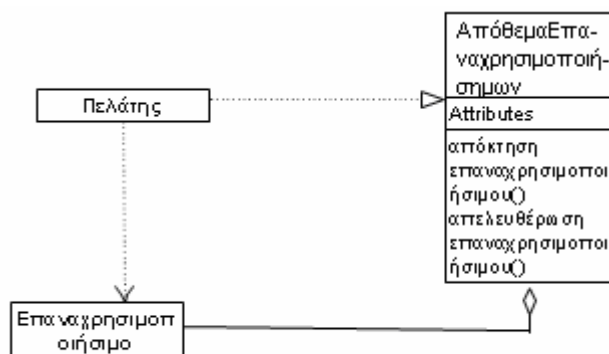 ΑπόθεμαΕπα-
ναχρησιμοποιή-
σημων
Πελάτης
Attributes
απόκτηση
επαναχρησιμοποι
ήσιμου()
απελευθέρωση
επαναχρησιμοποι
ήσιμου()
Επαναχρησιμοπ
οιήσιμο